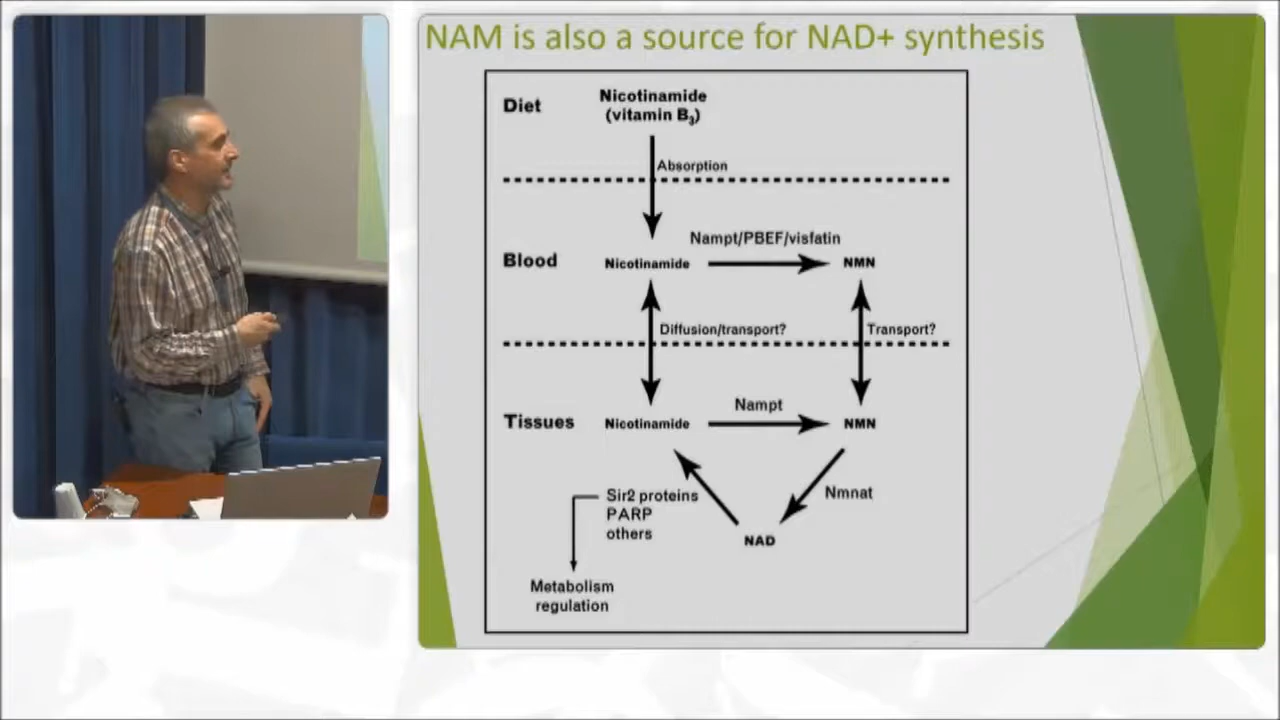 NAM is also a source for NAD+ synthesis
Diet
Nicotinamide
(vitamin B3)
Absorption
Nampt/PBEF/visfatin
Blood
Nicotinamide
NMN
Diffusion/transport?
Transport?
Nampt
Tissues
Nicotinamide
NMN
Sir2 proteins
PARP
others
Nmnat
NAD
Metabolism
regulation